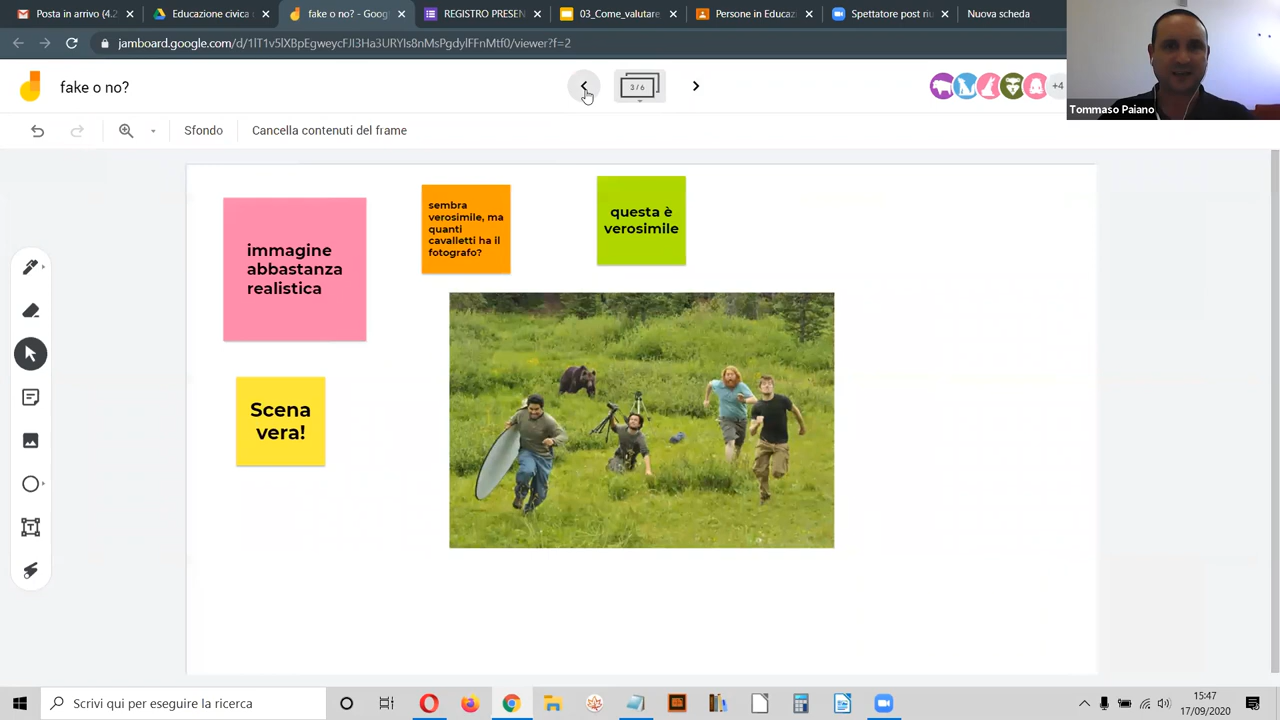 Posta in arrivo (4.2
Educazione civica
fake o no? - Goog
REGISTRO PRESEN
03_Come_valutare
Persone in Educaz
Spettatore post riu
Nuova scheda
jamboard.google.com/d/1lT1v5lXBpEgweycFJI3Ha3URYIs8nMsPgdylFFnMtf0/viewer?f=2
fake o no?
3 / 6
+4
Tommaso Paiano
Sfondo
Cancella contenuti del frame
immagine
abbastanza
realistica
sembra
verosimile, ma
quanti
cavalletti ha il
fotografo?
questa è
verosimile
Scena
vera!
Scrivi qui per eseguire la ricerca
15:47
17/09/2020